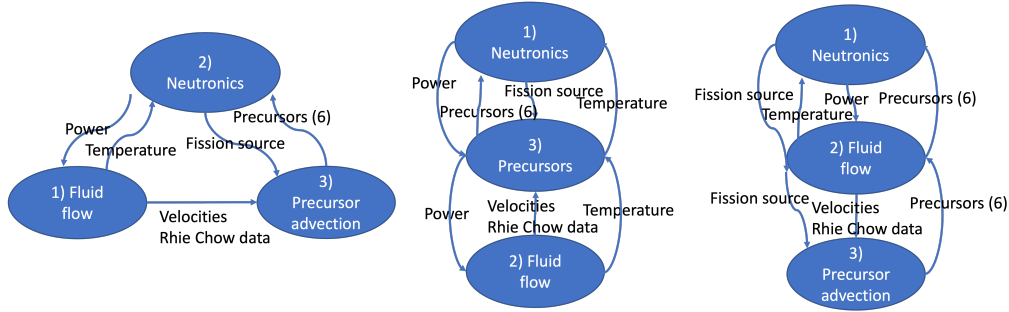 2)
Neutronics
Power
Temperature
Fission source
Precursors (6)
1) Fluid
flow
Velocities
Rhie Chow data
3)
Precursor
advection
1)
Neutronics
Power
Fission source
Precursors (6)
Temperature
3)
Precursors
Power
Velocities
Rhie Chow data
Temperature
2) Fluid
flow
1)
Neutronics
Fission source
Power
Precursors (6)
Temperature
2) Fluid
flow
Fission source
Velocities
Rhie Chow data
Precursors (6)
3)
Precursor
advection